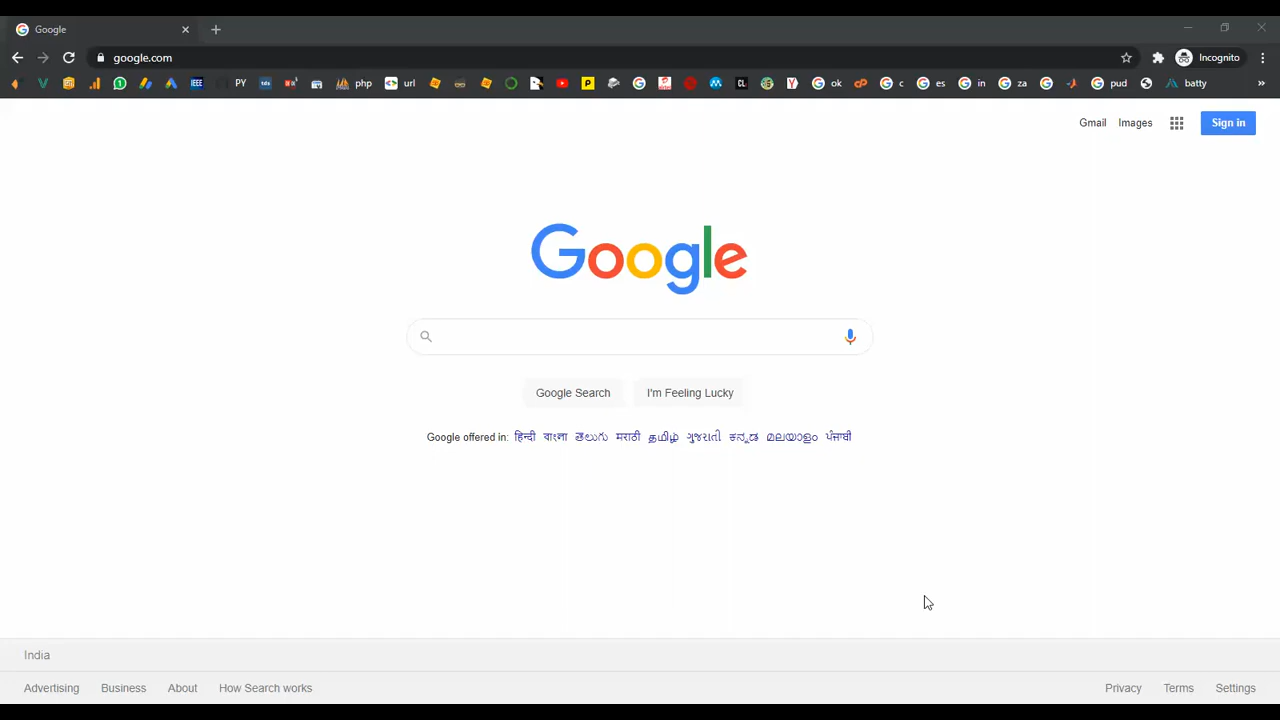 Google
google.com
Incognito
PY php url ok c es in za pud batty
Gmail Images Sign in
Google
Google Search I'm Feeling Lucky
Google offered in: हिन्दी বাংলা తెలుగు मराठी தமிழ் ગુજરાતી ಕನ್ನಡ മലയാളം ਪੰਜਾਬੀ
India
Advertising Business About How Search works Privacy Terms Settings